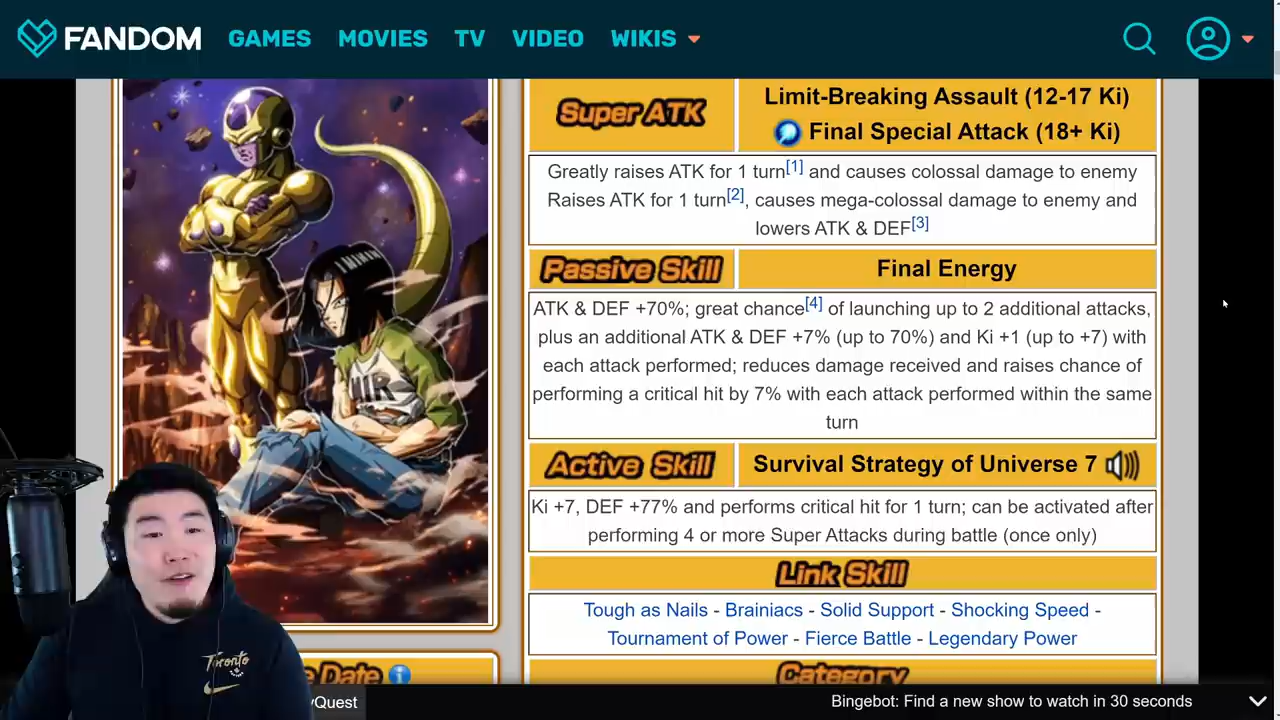 FANDOM GAMES MOVIES TV VIDEO WIKIS
Super ATK
Limit-Breaking Assault (12-17 Ki)
Final Special Attack (18+ Ki)
Greatly raises ATK for 1 turn[1] and causes colossal damage to enemy
Raises ATK for 1 turn[2], causes mega-colossal damage to enemy and
lowers ATK & DEF[3]
Passive Skill
Final Energy
ATK & DEF +70%; great chance[4] of launching up to 2 additional attacks,
plus an additional ATK & DEF +7% (up to 70%) and Ki +1 (up to +7) with
each attack performed; reduces damage received and raises chance of
performing a critical hit by 7% with each attack performed within the same
turn
Active Skill
Survival Strategy of Universe 7
Ki +7, DEF +77% and performs critical hit for 1 turn; can be activated after
performing 4 or more Super Attacks during battle (once only)
Link Skill
Tough as Nails - Brainiacs - Solid Support - Shocking Speed -
Tournament of Power - Fierce Battle - Legendary Power
Category
MIR
Toronto
Date
yQuest
Bingebot: Find a new show to watch in 30 seconds